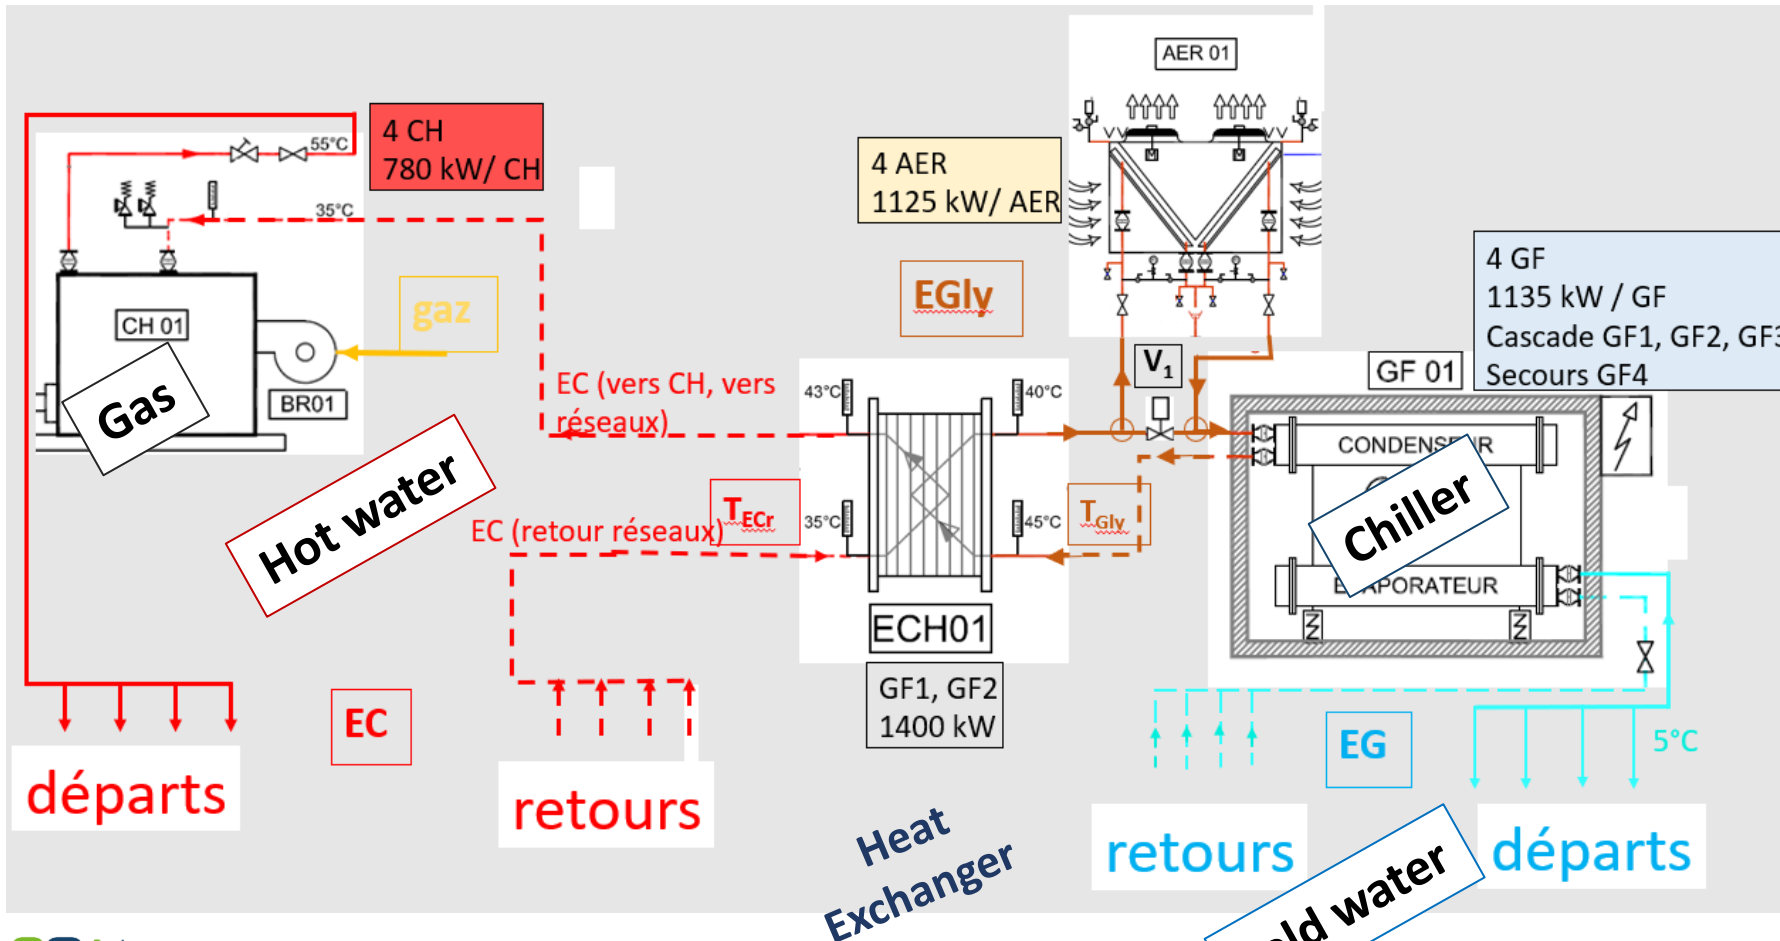 AER 01
4 CH
780 kW/ CH
55°C
35°C
4 AER
1125 kW/ AER
4 GF
1135 kW / GF
Cascade GF1, GF2, GF3
Secours GF4
EGly
gaz
CH 01
BR01
Gas
V1
GF 01
EC (vers CH, vers
réseaux)
43°C
40°C
CONDENSEUR
Hot water
TECr
EC (retour réseaux)
35°C
45°C
TGly
Chiller
ÉVAPORATEUR
ECH01
GF1, GF2
1400 kW
EC
EG
5°C
départs
retours
retours
départs
Heat
Exchanger
water